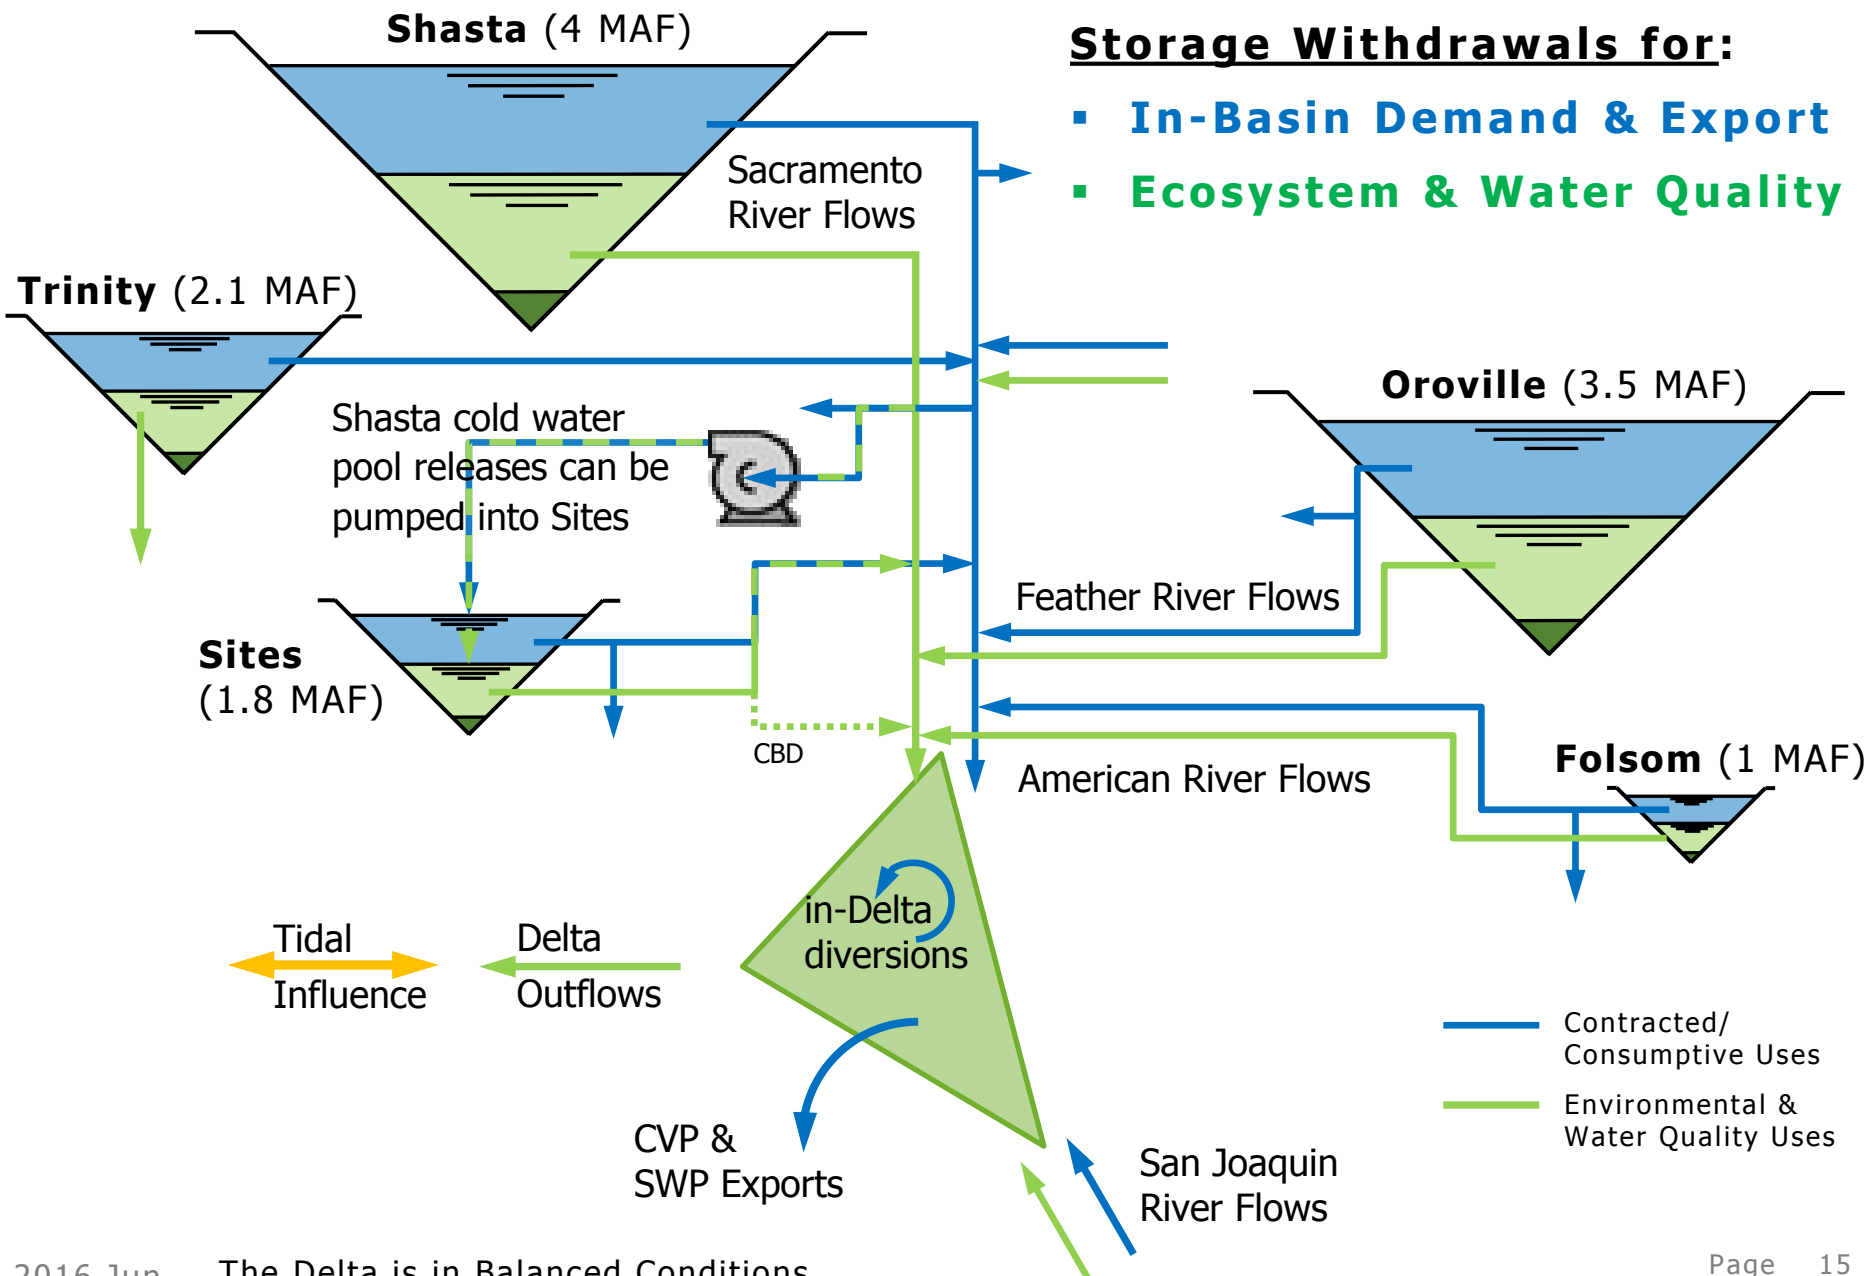 Shasta (4 MAF)
Storage Withdrawals for:
▪ In-Basin Demand & Export
▪ Ecosystem & Water Quality
Sacramento
River Flows
Trinity (2.1 MAF)
Oroville (3.5 MAF)
Shasta cold water
pool releases can be
pumped into Sites
Feather River Flows
Sites
(1.8 MAF)
CBD
American River Flows
Folsom (1 MAF)
in-Delta
diversions
Tidal
Influence
Delta
Outflows
Contracted/
Consumptive Uses
Environmental &
Water Quality Uses
CVP &
SWP Exports
San Joaquin
River Flows
2016 Jun
The Delta is in Balanced Conditions
Page 15